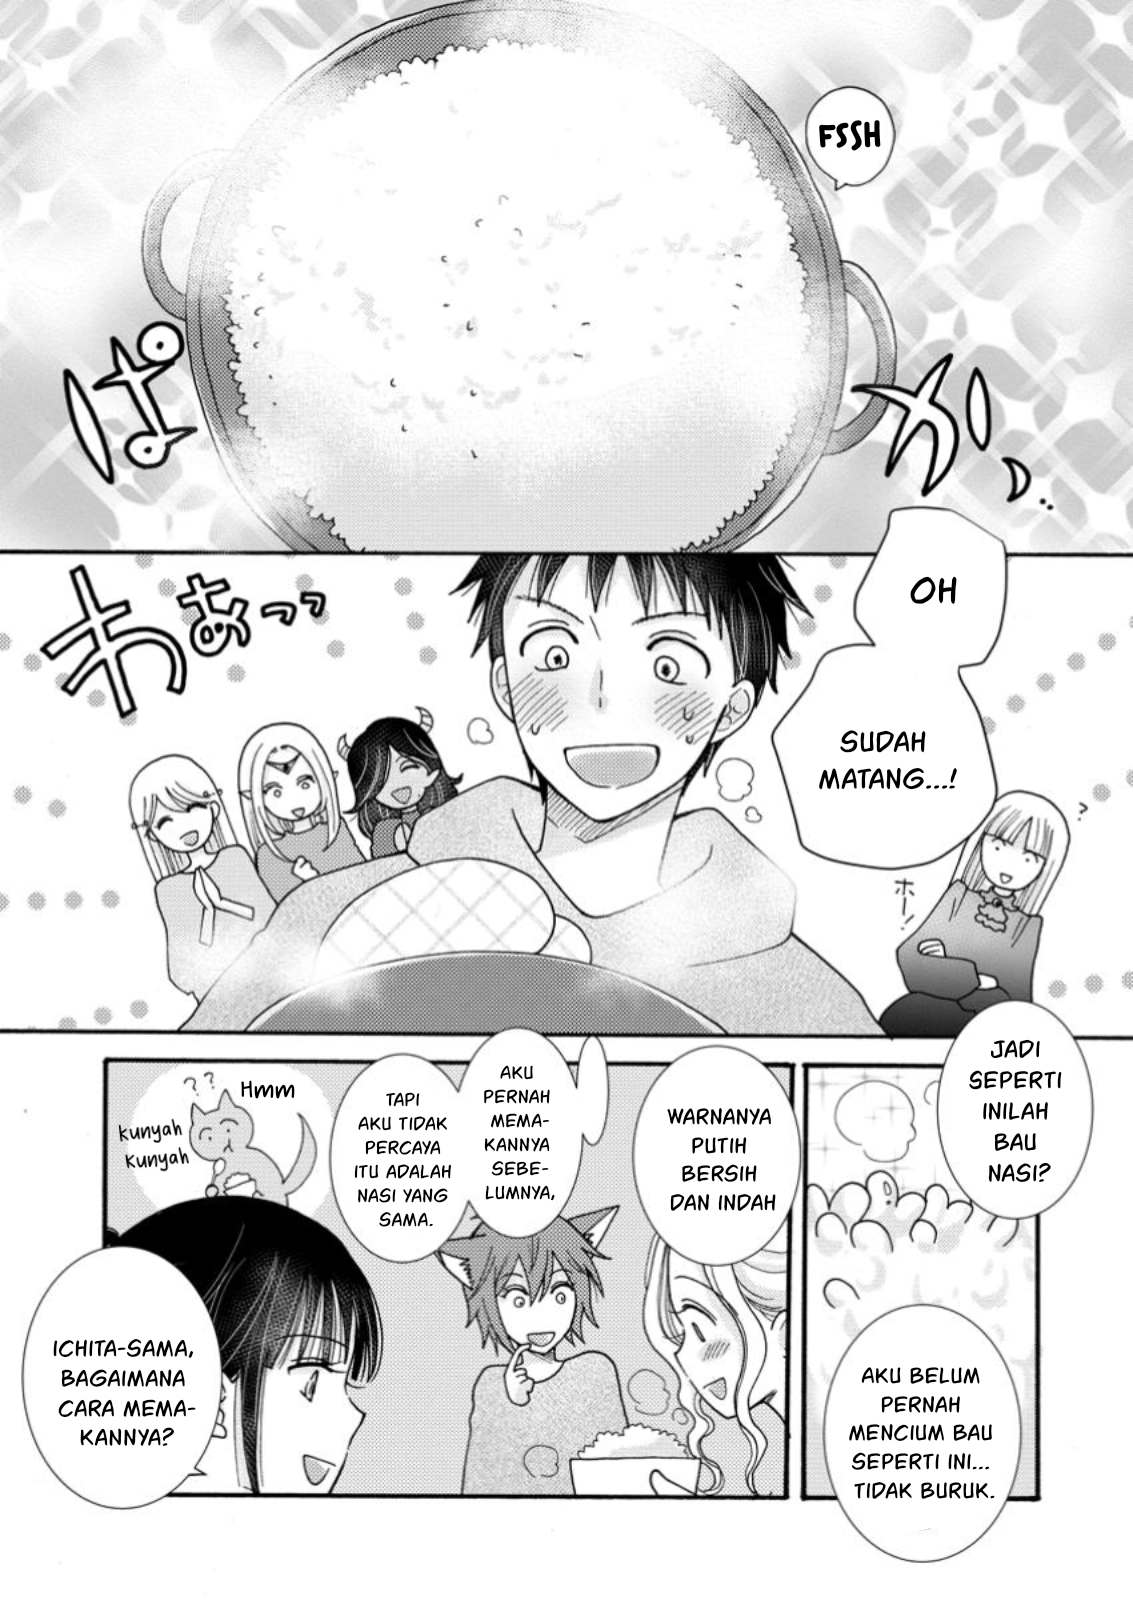 FSSH
ぱ
かっ
OH
SUDAH
MATANG...!
わあっっ
?
ホー!
JADI
SEPERTI
INILAH
BAU
NASI?
AKU BELUM
PERNAH
MENCIUM BAU
SEPERTI INI...
TIDAK BURUK.
WARNANYA
PUTIH
BERSIH
DAN INDAH
AKU
PERNAH
MEMA-
KANNYA
SEBE-
LUMNYA,
TAPI
AKU TIDAK
PERCAYA
ITU ADALAH
NASI YANG
SAMA.
??
Hmm
kunyah
kunyah
ICHITA-SAMA,
BAGAIMANA
CARA MEMA-
KANNYA?